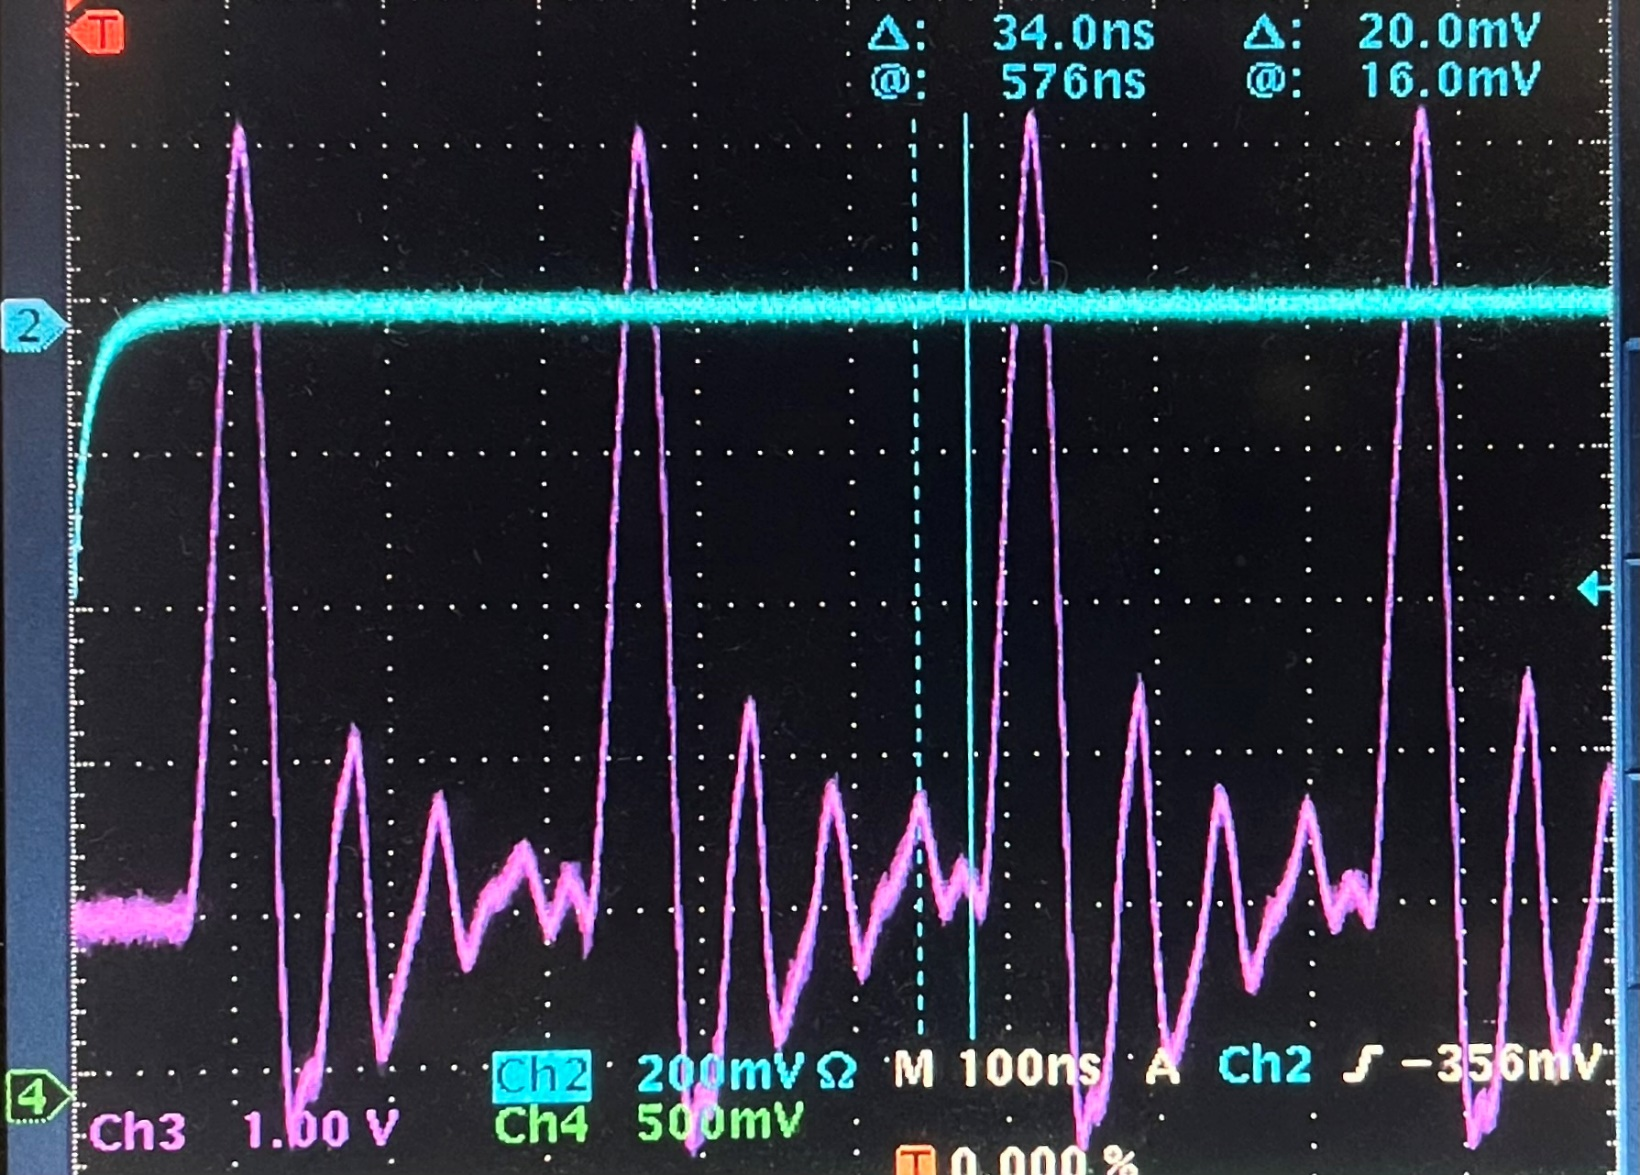 T
Δ: 34.0ns Δ: 20.0mV
@: 576ns @: 16.0mV
2
4
Ch2 200mVΩ M 100ns A Ch2 ∫ -356mV
Ch3 1.00 V Ch4 500mV
T 0.000 %